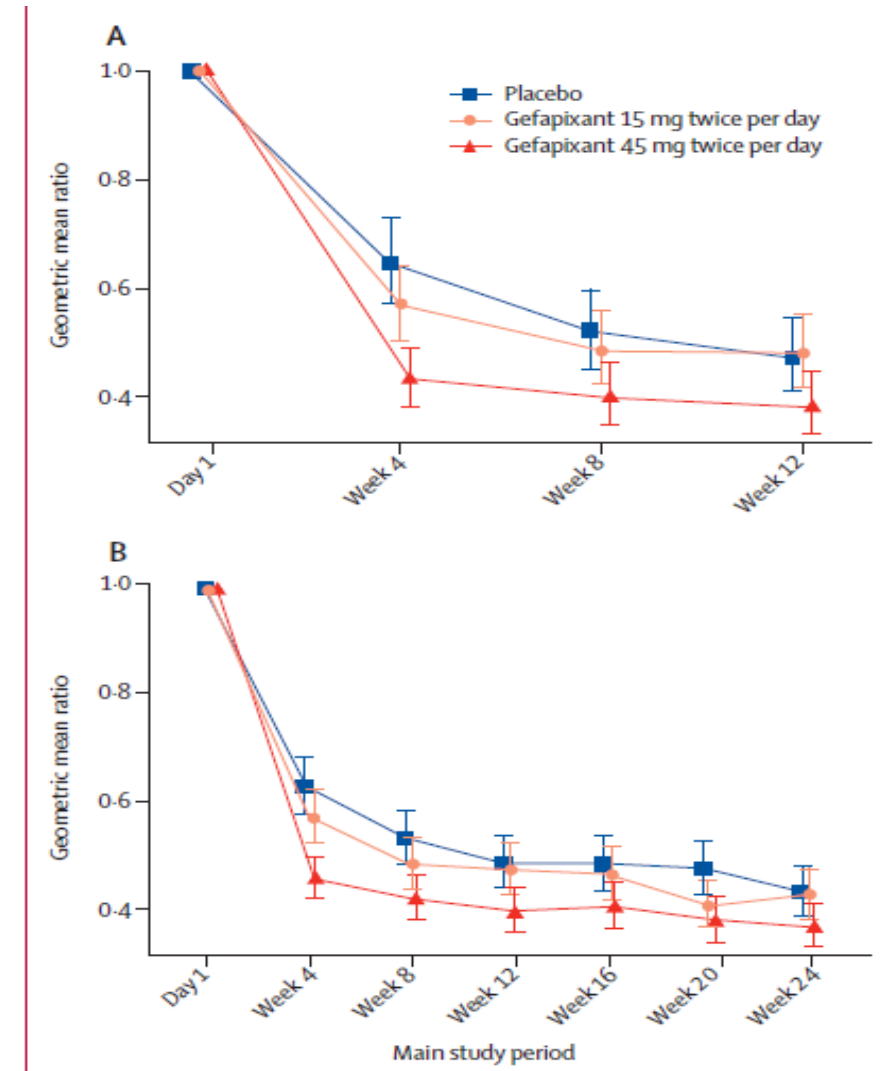 A
1·0
0·8
0·6
0·4
Geometric mean ratio
Placebo
Gefapixant 15 mg twice per day
Gefapixant 45 mg twice per day
Day 1
Week 4
Week 8
Week 12
B
1·0
0·8
0·6
0·4
Geometric mean ratio
Day 1
Week 4
Week 8
Week 12
Week 16
Week 20
Week 24
Main study period